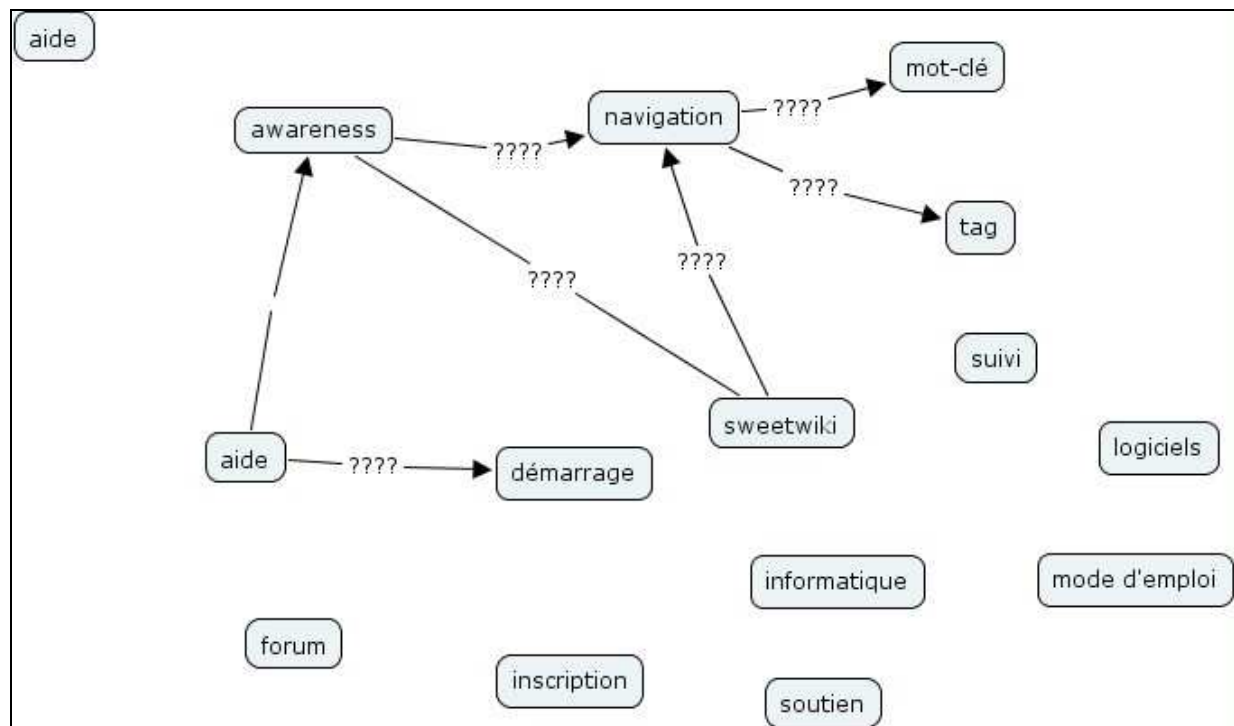 aide
mot-clé
????
navigation
awareness
????
????
tag
????
????
suivi
sweetwiki
logiciels
aide
????
démarrage
informatique
mode d'emploi
forum
inscription
soutien